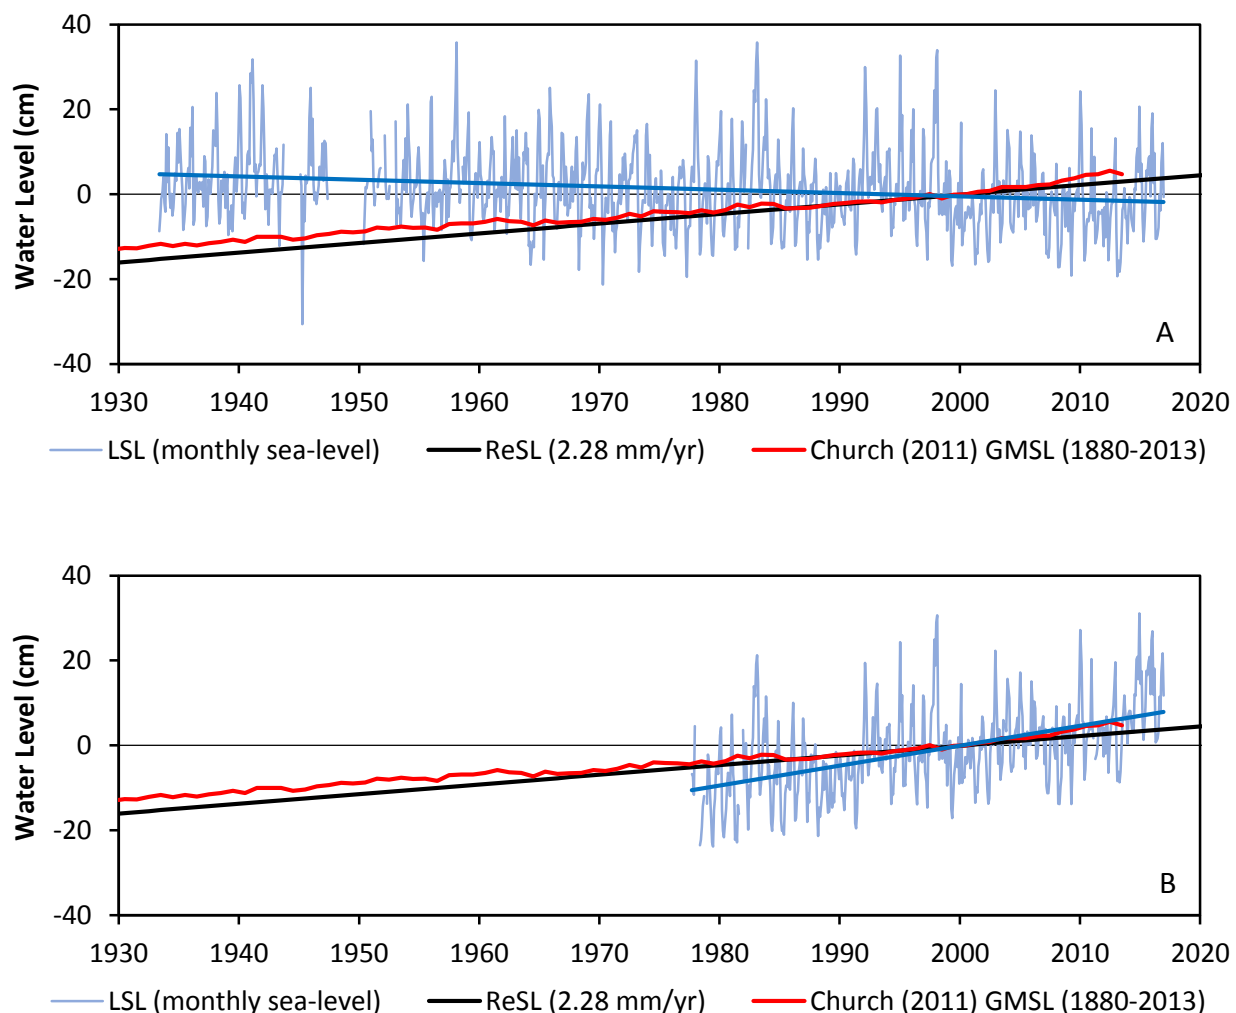 40
20
0
-20
-40
Water Level (cm)
A
1930 1940 1950 1960 1970 1980 1990 2000 2010 2020
LSL (monthly sea-level) ReSL (2.28 mm/yr) Church (2011) GMSL (1880-2013)
40
20
0
-20
-40
Water Level (cm)
B
1930 1940 1950 1960 1970 1980 1990 2000 2010 2020
LSL (monthly sea-level) ReSL (2.28 mm/yr) Church (2011) GMSL (1880-2013)